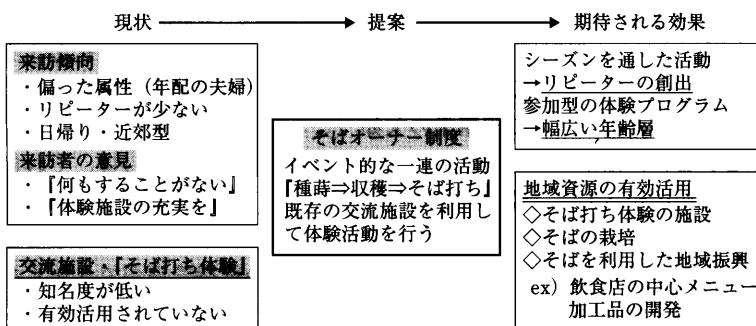 現状 → 提案 → 期待される効果
来訪傾向
・偏った属性（年配の夫婦）
・リピーターが少ない
・日帰り・近郊型
来訪者の意見
・『何もすることがない』
・『体験施設の充実を』
交流施設・『そば打ち体験』
・知名度が低い
・有効活用されていない
そばオーナー制度
イベント的な一連の活動
『種蒔⇒収穫⇒そば打ち』
既存の交流施設を利用し
て体験活動を行う
シーズンを通した活動
→リピーターの創出
参加型の体験プログラム
→幅広い年齢層
地域資源の有効活用
◇そば打ち体験の施設
◇そばの栽培
◇そばを利用した地域振興
ex）飲食店の中心メニュー
加工品の開発